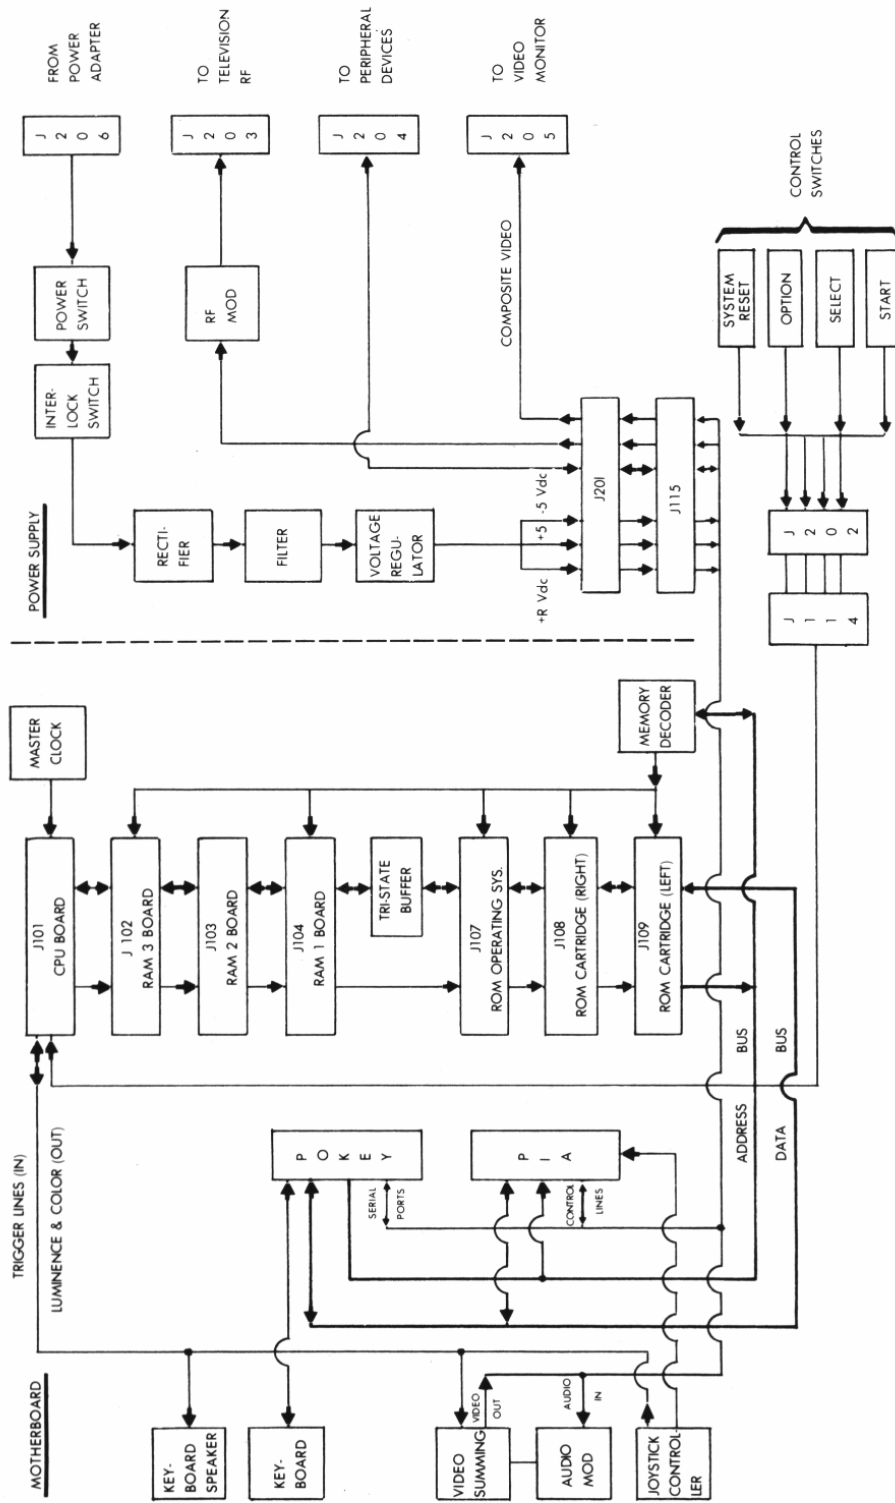 MOTHERBOARD
POWER SUPPLY
TRIGGER LINES (IN)
LUMINENCE & COLOR (OUT)
KEY-
BOARD
SPEAKER
KEY-
BOARD
VIDEO
SUMMING
VIDEO
OUT
AUDIO
MOD
AUDIO
IN
JOYSTICK
CONTROL-
LER
POKEY
SERIAL
PORTS
PIA
CONTROL
LINES
ADDRESS BUS
DATA BUS
MASTER
CLOCK
J101
CPU BOARD
J 102
RAM 3 BOARD
J103
RAM 2 BOARD
J104
RAM 1 BOARD
TRI-STATE
BUFFER
J107
ROM OPERATING SYS.
J108
ROM CARTRIDGE (RIGHT)
J109
ROM CARTRIDGE (LEFT)
MEMORY
DECODER
FROM
POWER
ADAPTER
J206
POWER
SWITCH
INTER-
LOCK
SWITCH
RECTI-
FIER
FILTER
VOLTAGE
REGU-
LATOR
+R Vdc
+5
-5 Vdc
J201
J115
TO
TELEVISION
RF
J203
RF
MOD
TO
PERIPHERAL
DEVICES
J204
TO
VIDEO
MONITOR
J205
COMPOSITE VIDEO
CONTROL
SWITCHES
SYSTEM
RESET
OPTION
SELECT
START
J202
J114